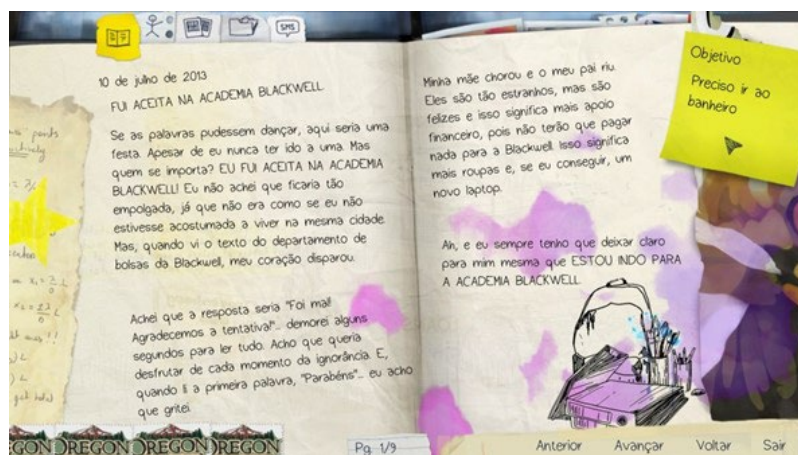 SMS
10 de julho de 2013
FUI ACEITA NA ACADEMIA BLACKWELL
Se as palavras pudessem dançar, aqui seria uma
festa. Apesar de eu nunca ter ido a uma. Mas
quem se importa? EU FUI ACEITA NA ACADEMIA
BLACKWELL! Eu não achei que ficaria tão
empolgada, já que não era como se eu não
estivesse acostumada a viver na mesma cidade.
Mas, quando vi o texto do departamento de
bolsas da Blackwell, meu coração disparou.
Achei que a resposta seria "Foi mal!
Agradecemos a tentativa!"... demorei alguns
segundos para ler tudo. Acho que queria
desfrutar de cada momento da ignorância. E,
quando li a primeira palavra, "Parabéns"... eu acho
que gritei.
Minha mãe chorou e o meu pai riu.
Eles são tão estranhos, mas são
felizes e isso significa mais apoio
financeiro, pois não terão que pagar
nada para a Blackwell. Isso significa
mais roupas e, se eu conseguir, um
novo laptop.
Ah, e eu sempre tenho que deixar claro
para mim mesma que ESTOU INDO PARA
A ACADEMIA BLACKWELL.
Objetivo
Preciso ir ao
banheiro
OREGON OREGON OREGON
Pg. 1/9
Anterior Avançar Voltar Sair